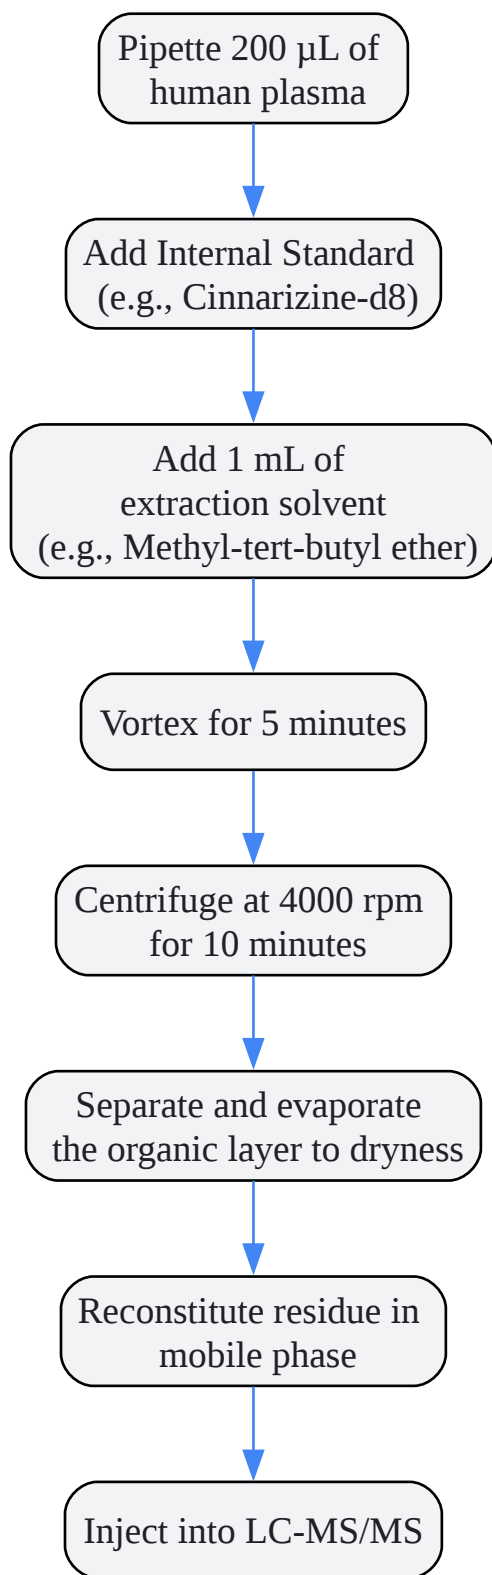 Pipette 200 µL of
human plasma
Add Internal Standard
(e.g., Cinnarizine-d8)
Add 1 mL of
extraction solvent
(e.g., Methyl-tert-butyl ether)
Vortex for 5 minutes
Centrifuge at 4000 rpm
for 10 minutes
Separate and evaporate
the organic layer to dryness
Reconstitute residue in
mobile phase
Inject into LC-MS/MS